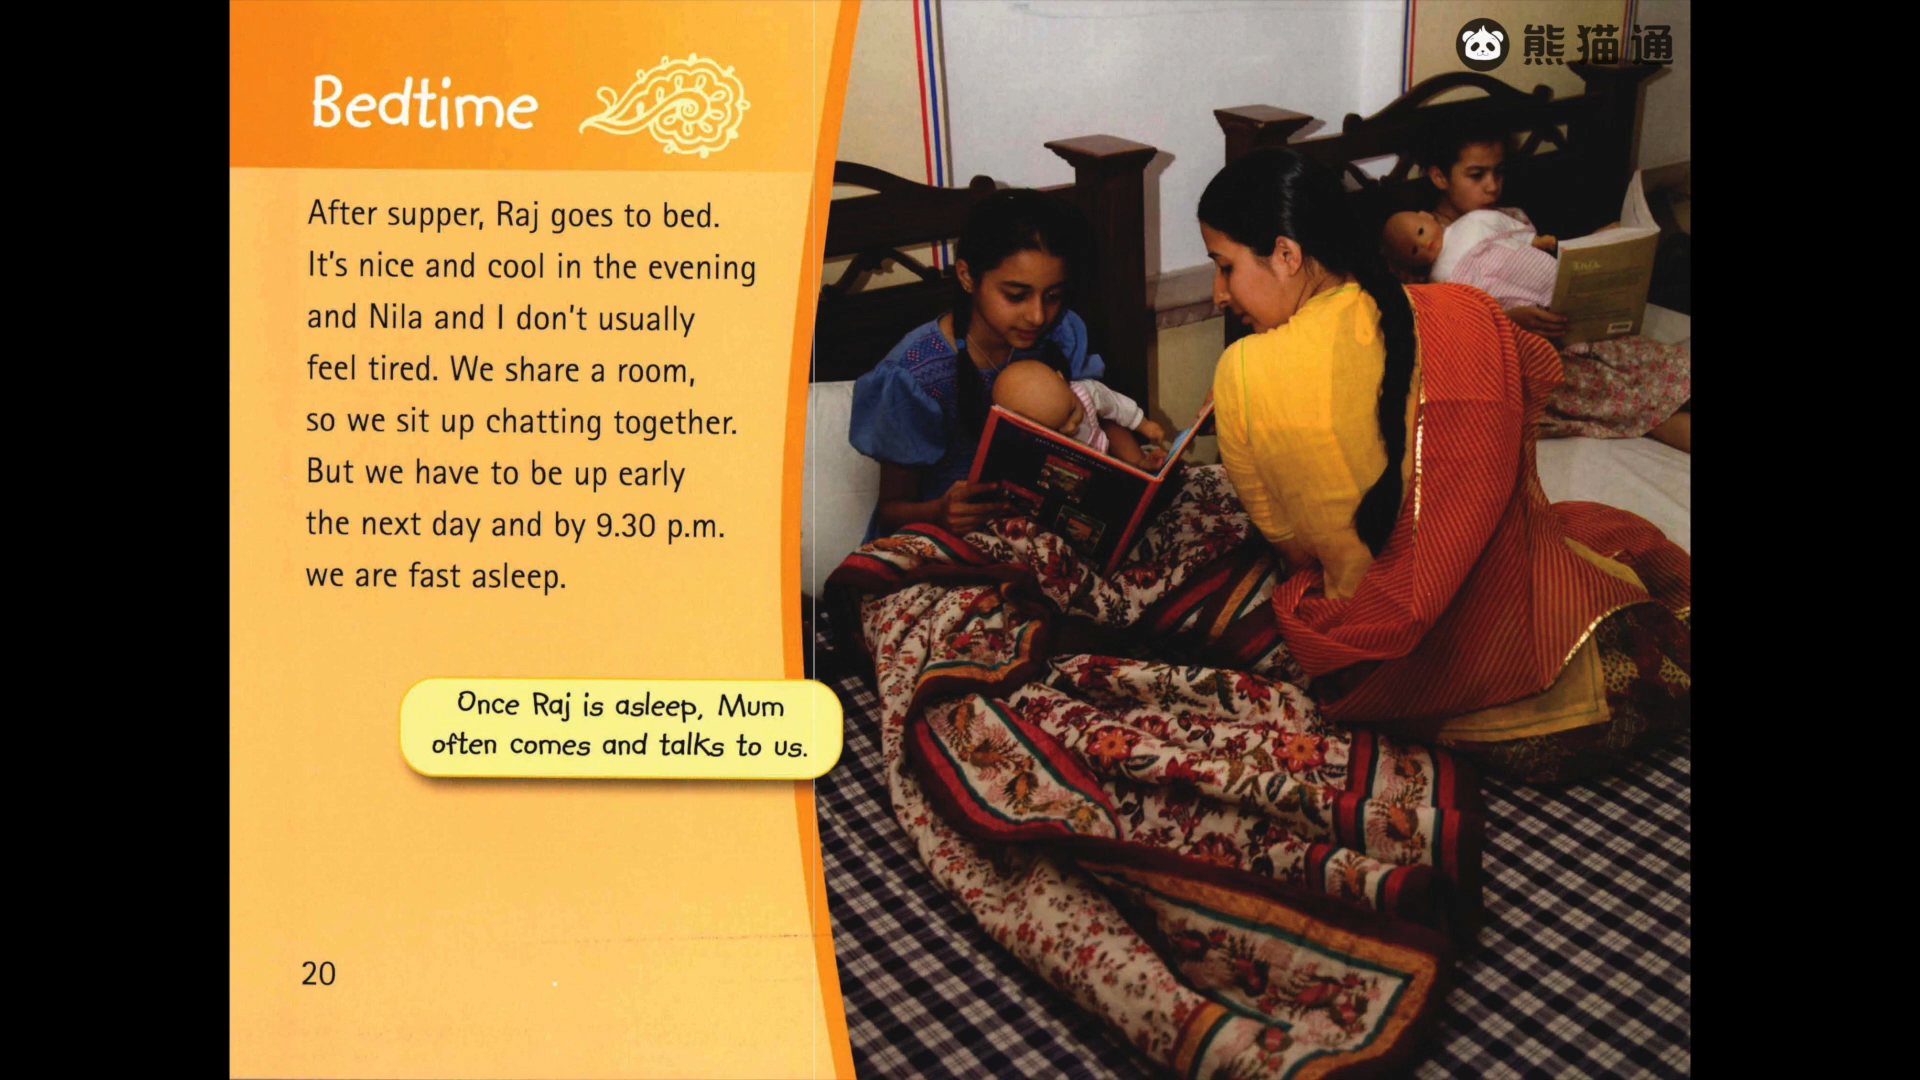 Bedtime
After supper, Raj goes to bed.
It's nice and cool in the evening
and Nila and I don't usually
feel tired. We share a room,
so we sit up chatting together.
But we have to be up early
the next day and by 9.30 p.m.
we are fast asleep.
Once Raj is asleep, Mum
often comes and talks to us.
20
熊猫通